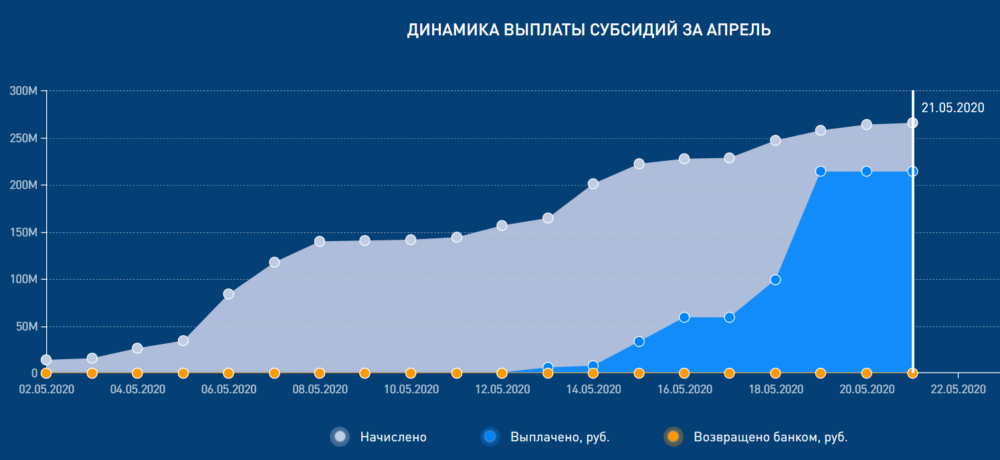 ДИНАМИКА ВЫПЛАТЫ СУБСИДИЙ ЗА АПРЕЛЬ
300M
21.05.2020
250M
200M
150M
100M
50M
0
02.05.2020 04.05.2020 06.05.2020 08.05.2020 10.05.2020 12.05.2020 14.05.2020 16.05.2020 18.05.2020 20.05.2020 22.05.2020
Начислено Выплачено, руб. Возвращено банком, руб.